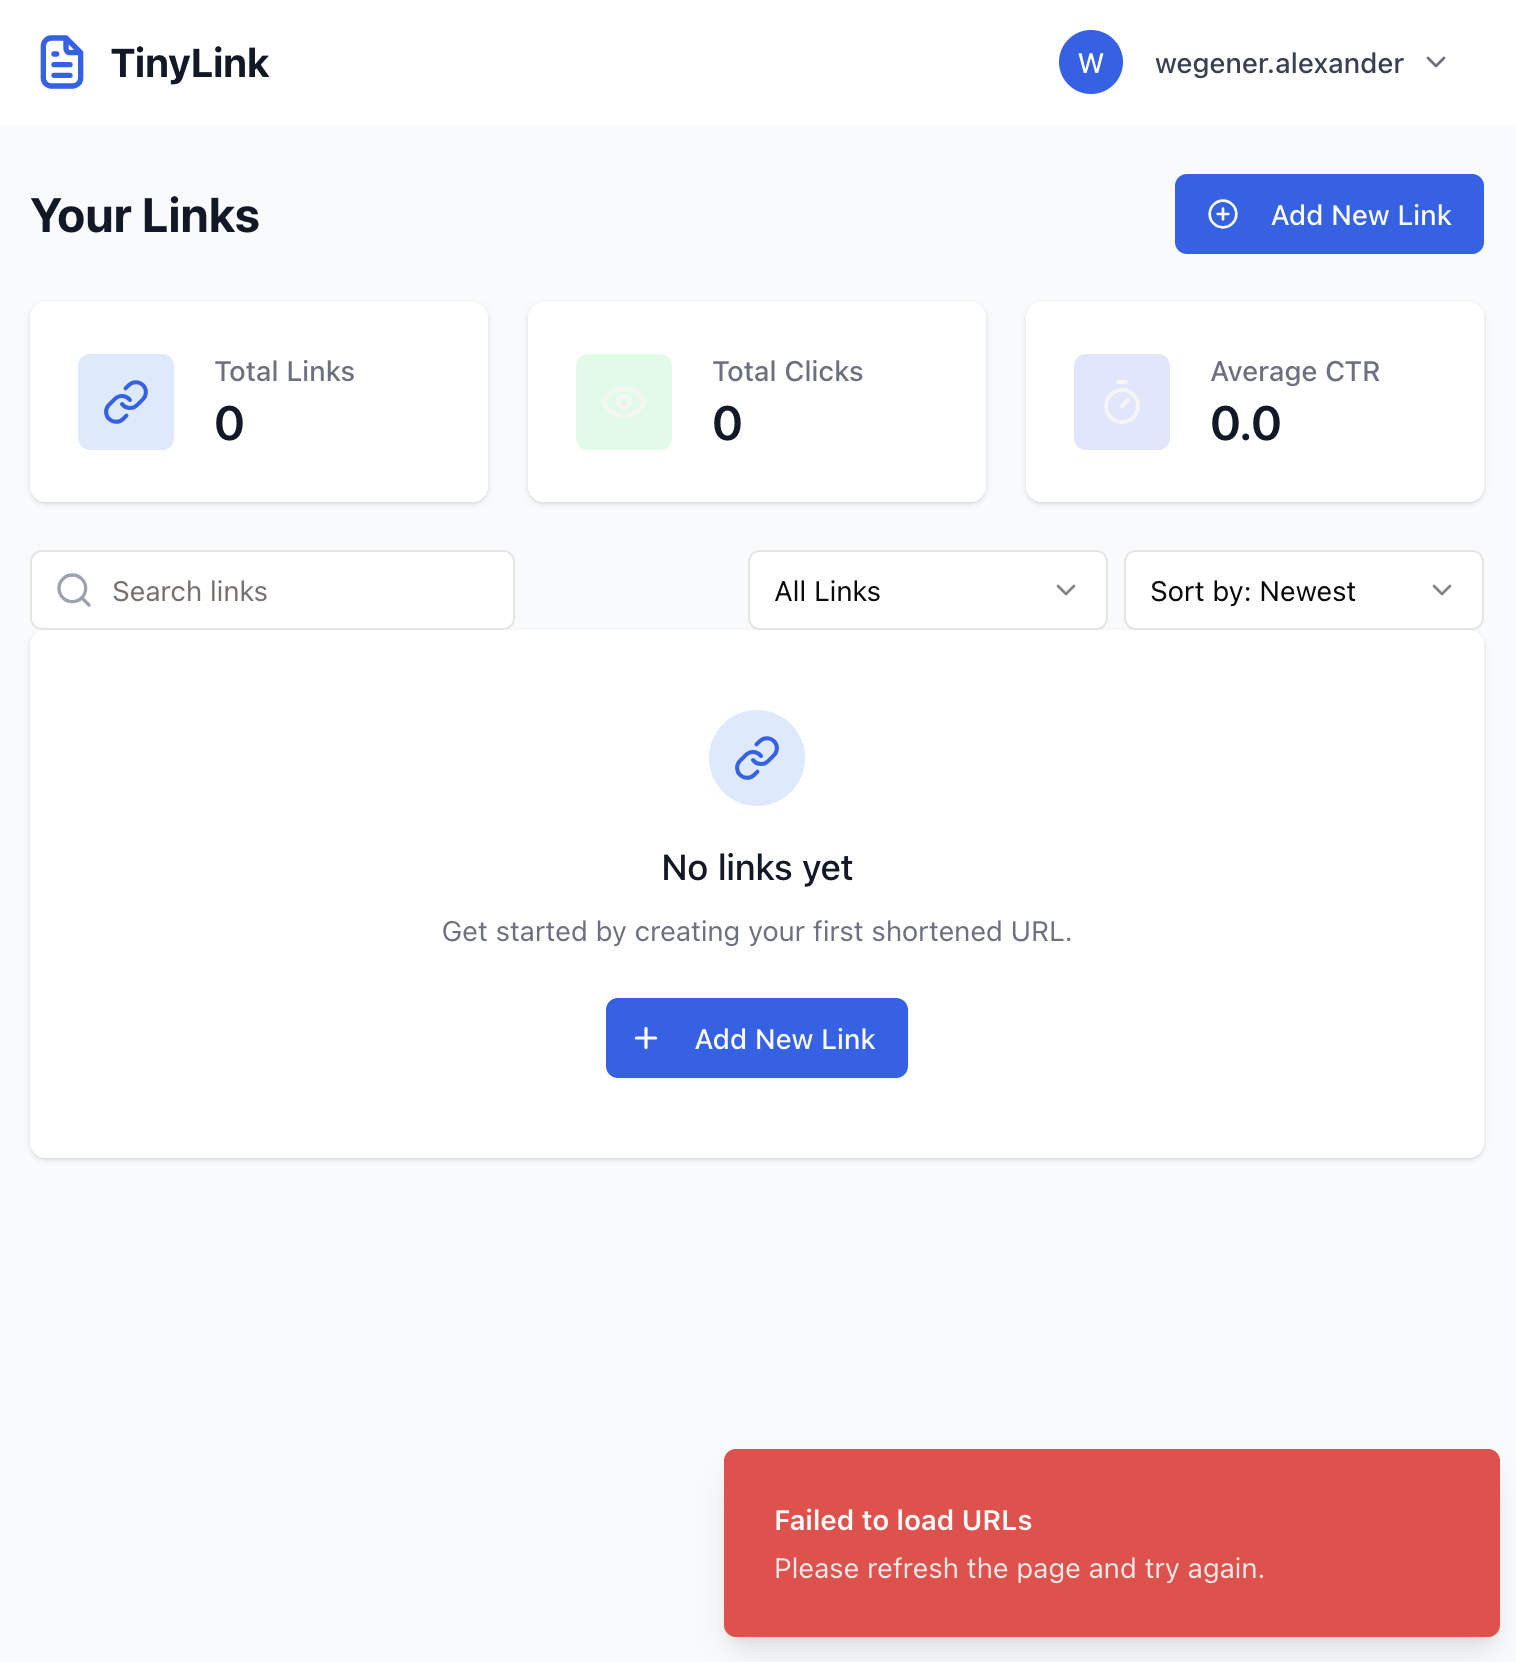 TinyLink
W
wegener.alexander
Your Links
Add New Link
Total Links
0
Total Clicks
0
Average CTR
0.0
Search links
All Links
Sort by: Newest
No links yet
Get started by creating your first shortened URL.
Add New Link
Failed to load URLs
Please refresh the page and try again.